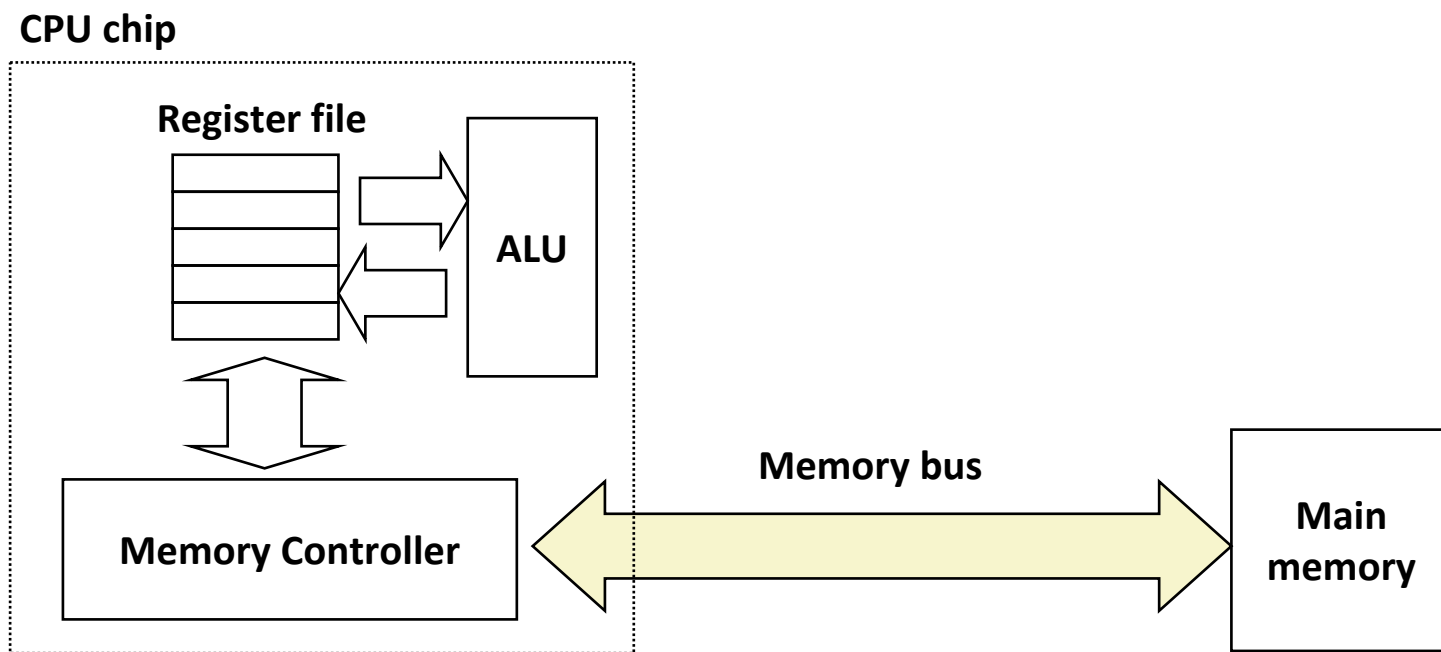 CPU chip
Register file
ALU
Memory bus
Memory Controller
Main
memory